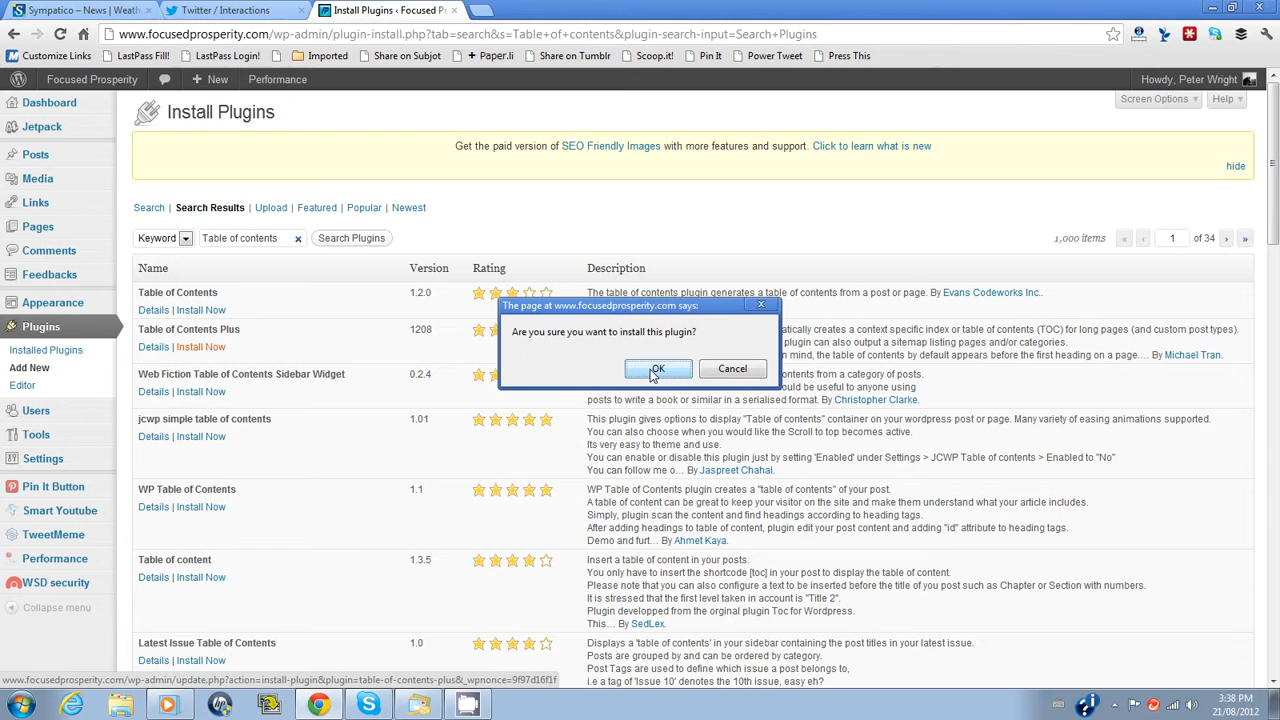 Sympatico – News | Weath
Twitter / Interactions
Install Plugins ‹ Focused Pr
www.focusedprosperity.com/wp-admin/plugin-install.php?tab=search&s=Table+of+contents&plugin-search-input=Search+Plugins
Customize Links LastPass Fill! LastPass Login! Imported Share on Subjot + Paper.li Share on Tumblr Scoop.it! Pin It Power Tweet Press This
Focused Prosperity + New Performance Howdy, Peter Wright
Dashboard
Jetpack
Posts
Media
Links
Pages
Comments
Feedbacks
Appearance
Plugins
Installed Plugins
Add New
Editor
Users
Tools
Settings
Pin It Button
Smart Youtube
TweetMeme
Performance
WSD security
Collapse menu
Install Plugins
Screen Options Help
Get the paid version of SEO Friendly Images with more features and support. Click to learn what is new
hide
Search | Search Results | Upload | Featured | Popular | Newest
Keyword Table of contents × Search Plugins 1,000 items « ‹ 1 of 34 › »
Name Version Rating Description
Table of Contents 1.2.0 The table of contents plugin generates a table of contents from a post or page. By Evans Codeworks Inc..
Details | Install Now
Table of Contents Plus 1208 atically creates a context specific index or table of contents (TOC) for long pages (and custom post types).
plugin can also output a sitemap listing pages and/or categories.
Details | Install Now in mind, the table of contents by default appears before the first heading on a page... By Michael Tran.
Web Fiction Table of Contents Sidebar Widget 0.2.4 of contents from a category of posts.
ould be useful to anyone using
Details | Install Now posts to write a book or similar in a serialised format. By Christopher Clarke.
jcwp simple table of contents 1.01 This plugin gives options to display "Table of contents" container on your wordpress post or page. Many variety of easing animations supported.
You can also choose when you would like the Scroll to top becomes active.
Details | Install Now Its very easy to theme and use.
You can enable or disable this plugin just by setting 'Enabled' under Settings > JCWP Table of contents > Enabled to "No"
You can follow me o... By Jaspreet Chahal.
WP Table of Contents 1.1 WP Table of Contents plugin creates a "table of contents" of your post.
A table of content can be great to keep your visitor on the site and make them understand what your article includes.
Details | Install Now Simply, plugin scan the content and find headings according to heading tags.
After adding headings to table of content, plugin edit your post content and adding "id" attribute to heading tags.
Demo and furt... By Ahmet Kaya.
Table of content 1.3.5 Insert a table of content in your posts.
You only have to insert the shortcode [toc] in your post to display the table of content.
Details | Install Now Please note that you can also configure a text to be inserted before the title of you post such as Chapter or Section with numbers.
It is stressed that the first level taken in account is "Title 2".
Plugin developped from the orginal plugin Toc for Wordpress.
This... By SedLex.
Latest Issue Table of Contents 1.0 Displays a 'table of contents' in your sidebar containing the post titles in your latest issue.
Posts are grouped by and can be ordered by category.
Details | Install Now Post Tags are used to define which issue a post belongs to,
i.e a tag of 'Issue 10' denotes the 10th issue, easy eh?
The page at www.focusedprosperity.com says:
Are you sure you want to install this plugin?
OK Cancel
www.focusedprosperity.com/wp-admin/update.php?action=install-plugin&plugin=table-of-contents-plus&_wpnonce=9f97d16f1f
3:38 PM
21/08/2012